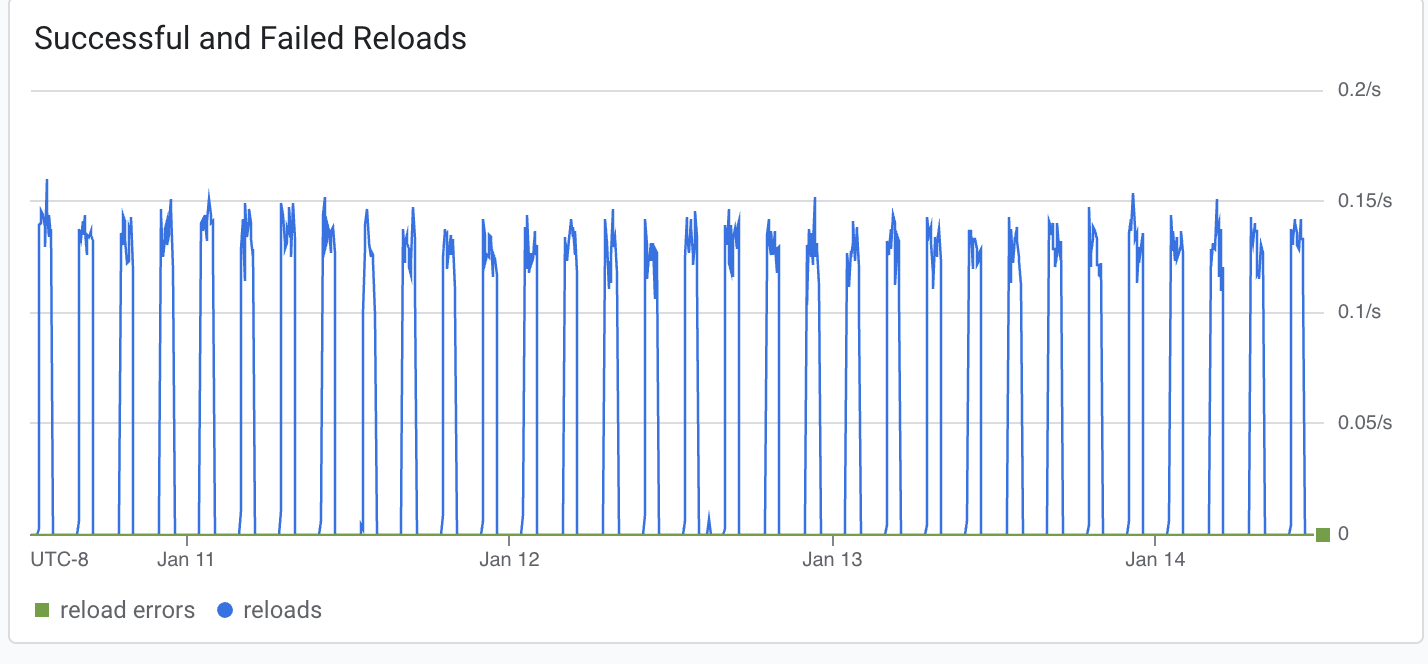 Successful and Failed Reloads
0.2/s
0.15/s
0.1/s
0.05/s
0
UTC-8 Jan 11 Jan 12 Jan 13 Jan 14
reload errors reloads